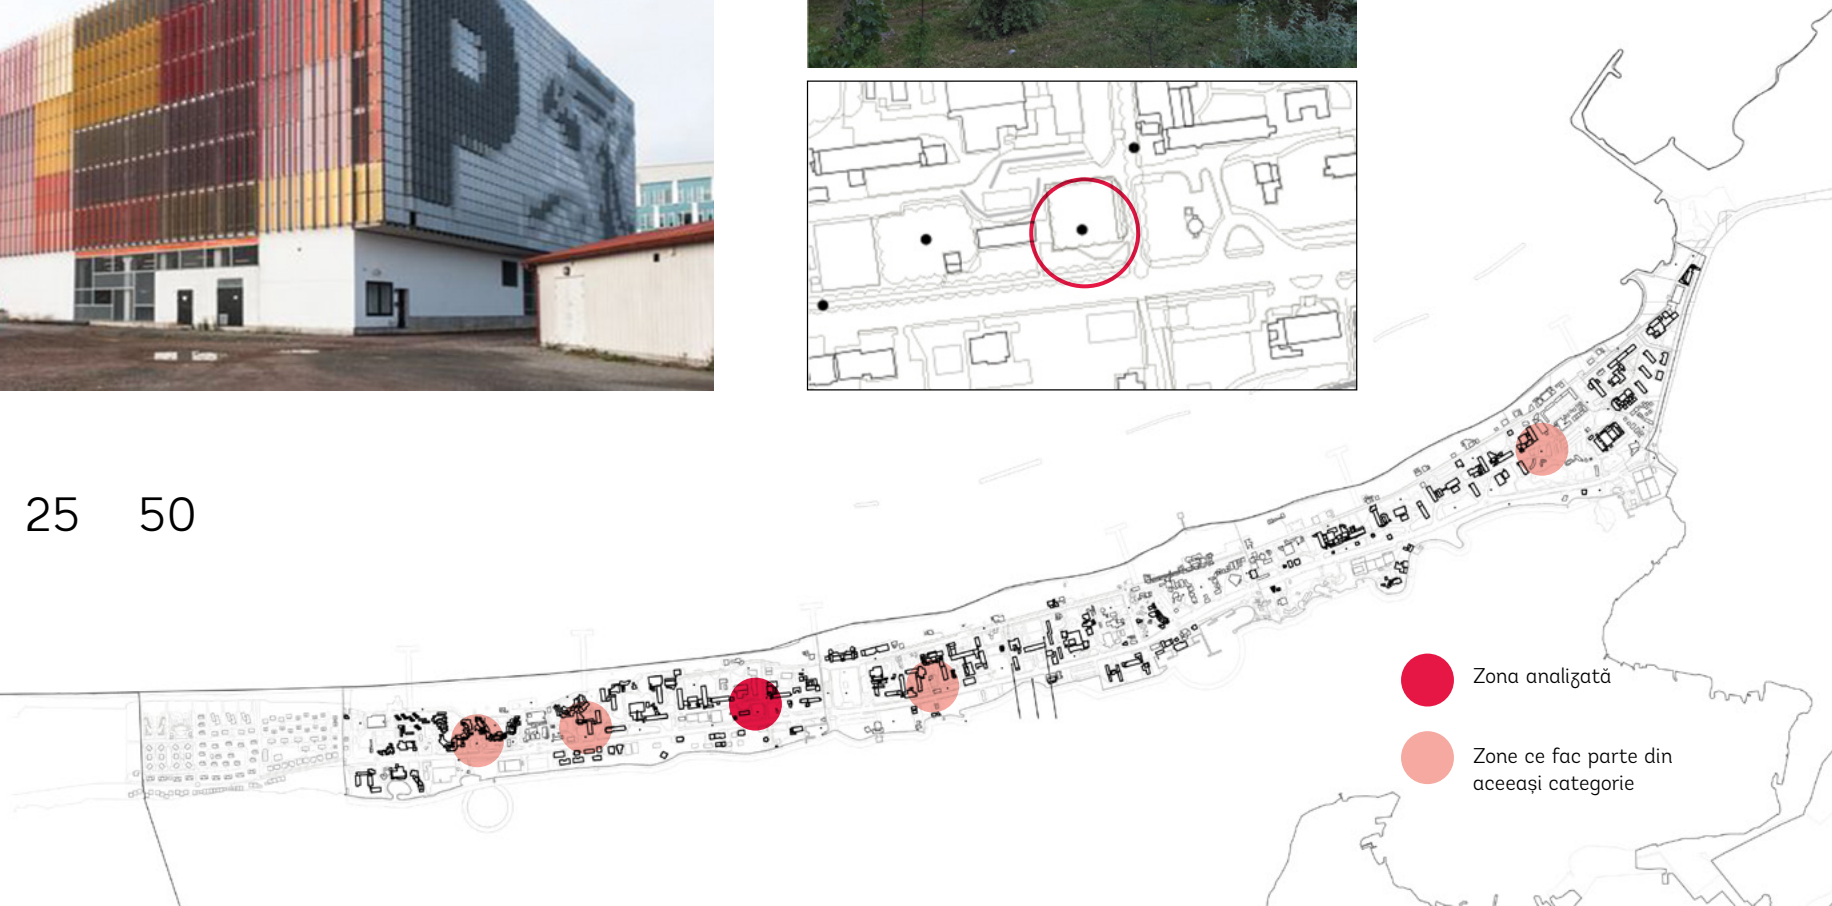 P
25 50
Zona analizată
Zone ce fac parte din
aceeași categorie